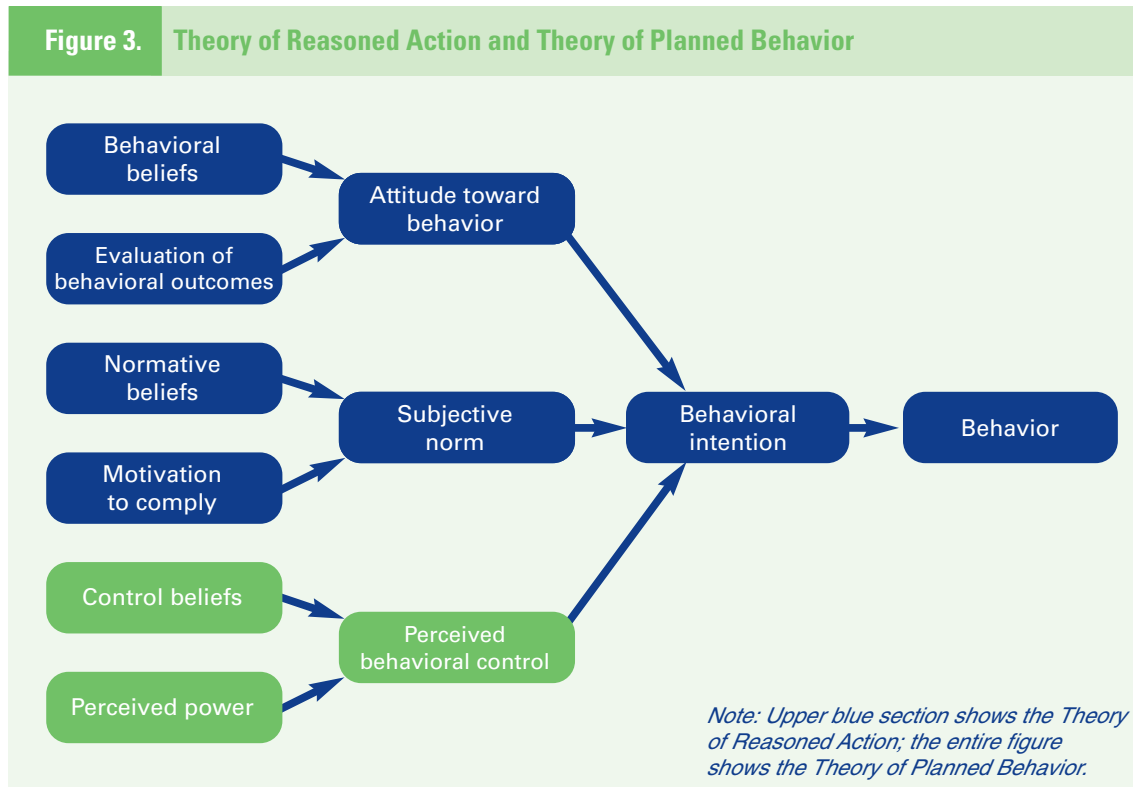 Figure 3. Theory of Reasoned Action and Theory of Planned Behavior
Behavioral
beliefs
Evaluation of
behavioral outcomes
Attitude toward
behavior
Normative
beliefs
Motivation
to comply
Subjective
norm
Behavioral
intention
Behavior
Control beliefs
Perceived power
Perceived
behavioral control
Note: Upper blue section shows the Theory
of Reasoned Action; the entire figure
shows the Theory of Planned Behavior.